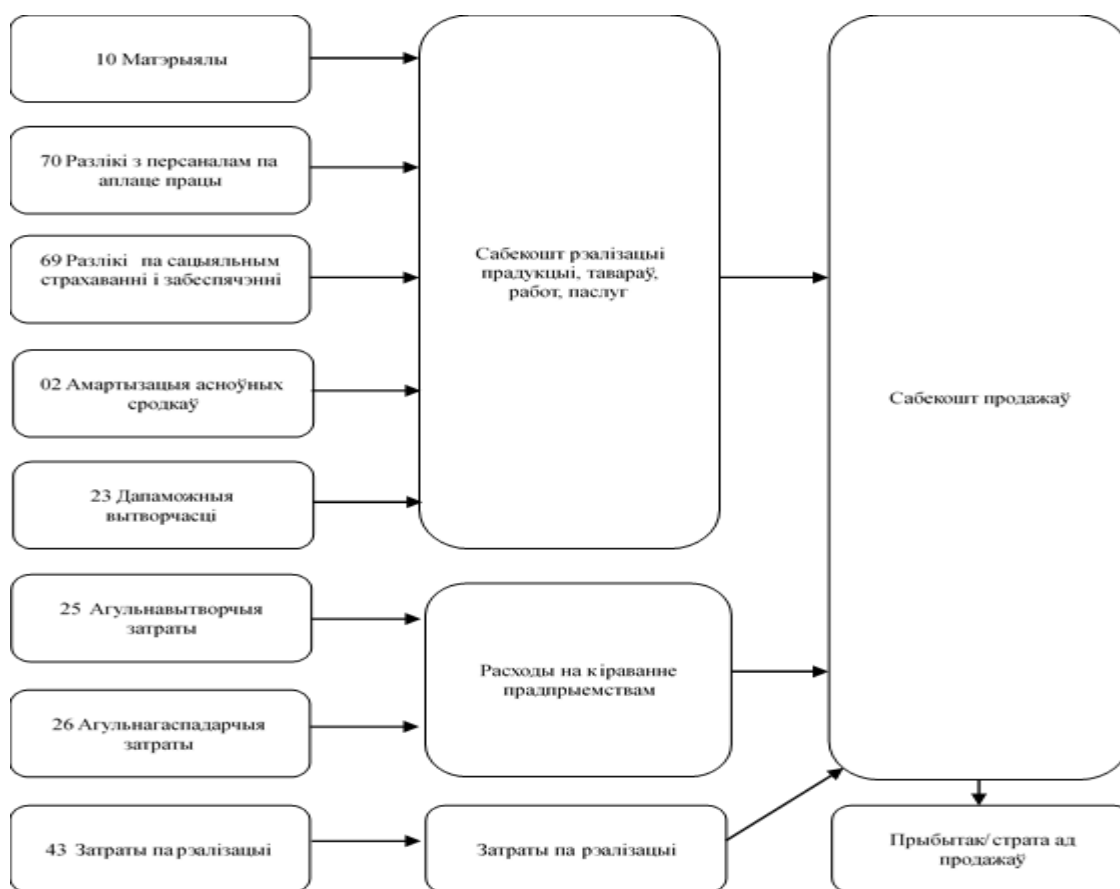 10 Матэрыялы
70 Разлікі з персаналам па
аплаце працы
69 Разлікі па сацыяльным
страхаванні і забеспячэнні
02 Амартызацыя асноўных
сродкаў
23 Дапаможныя
вытворчасці
25 Агульнавытворчыя
затраты
26 Агульнагаспадарчыя
затраты
43 Затраты па рэалізацыі
Сабекошт рэалізацыі
прадукцыі, тавараў,
работ, паслуг
Расходы на кіраванне
прадпрыемствам
Затраты па рэалізацыі
Сабекошт продажаў
Прыбытак/ страта ад
продажаў